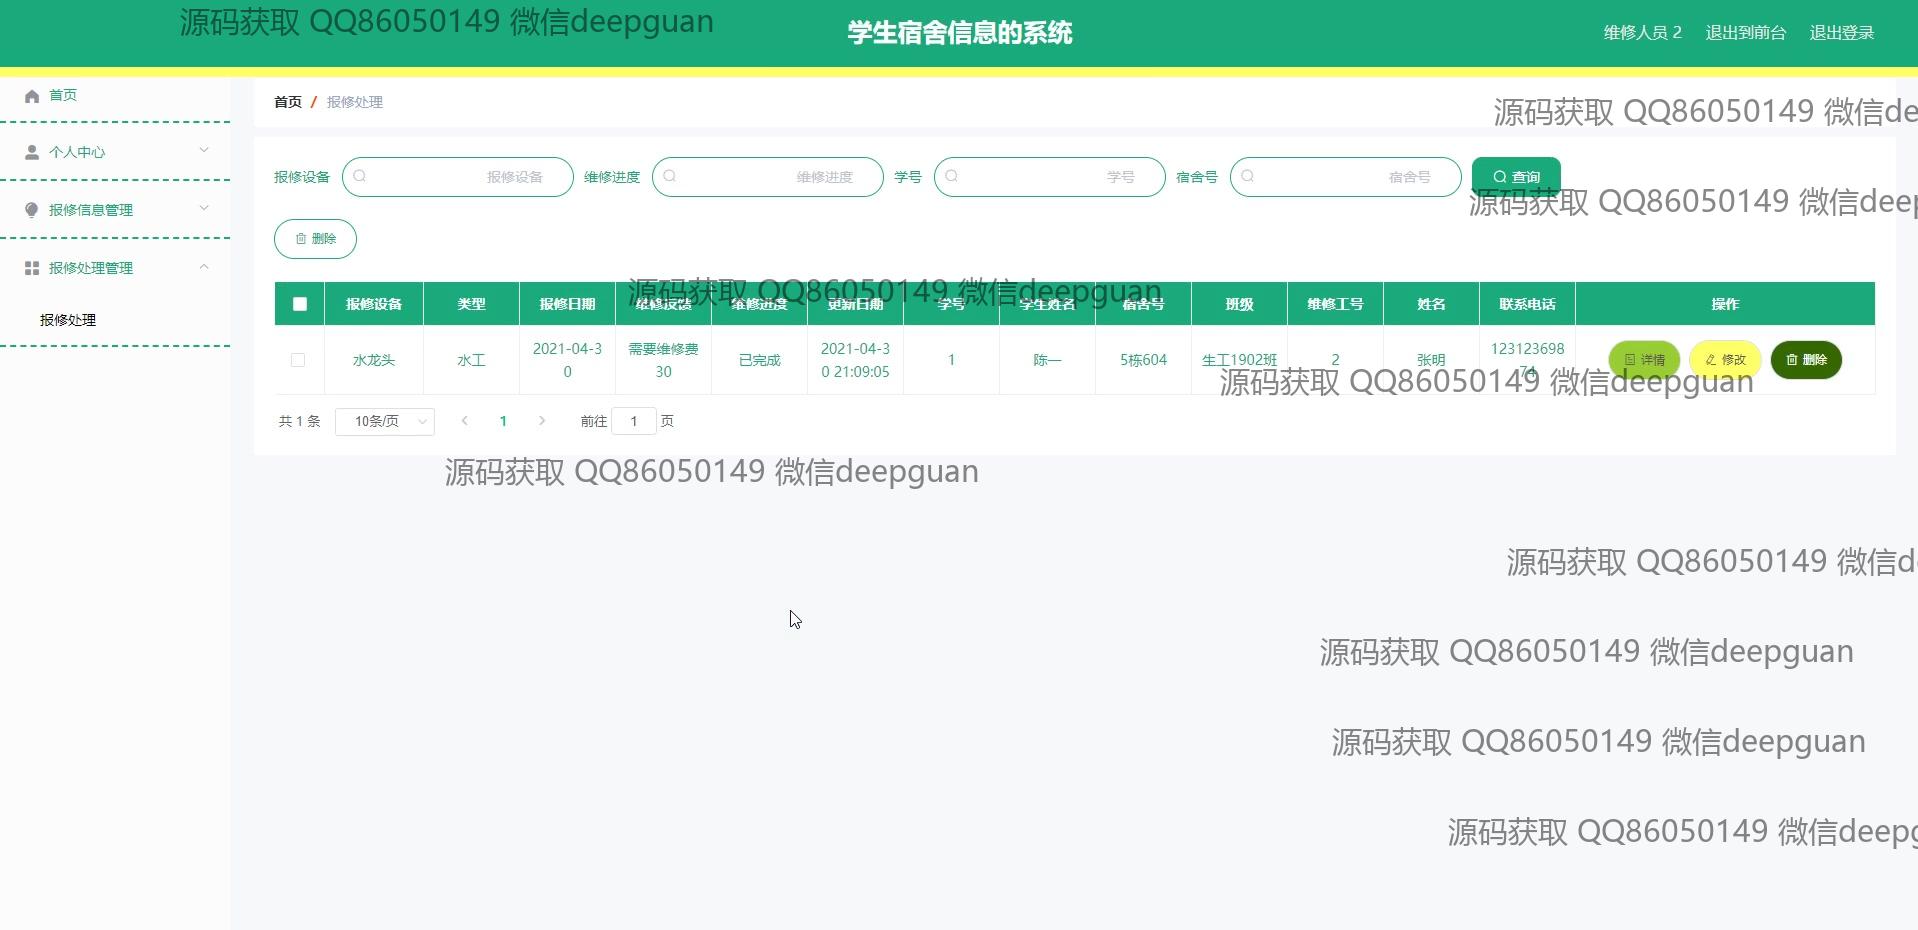 源码获取 QQ86050149 微信deepguan
学生宿舍信息的系统
维修人员 2 退出到前台 退出登录
首页
个人中心
报修信息管理
报修处理管理
报修处理
首页 / 报修处理
源码获取 QQ86050149 微信de
报修设备 报修设备 维修进度 维修进度 学号 学号 宿舍号 宿舍号 查询
源码获取 QQ86050149 微信deep
删除
源码获取 QQ86050149 微信deepguan
报修设备 类型 报修日期 维修反馈 维修进度 更新日期 学号 学生姓名 宿舍号 班级 维修工号 姓名 联系电话 操作
水龙头 水工 2021-04-30 需要维修费30 已完成 2021-04-30 21:09:05 1 陈一 5栋604 生工1902班 2 张明 12312369874 详情 修改 删除
源码获取 QQ86050149 微信deepguan
共 1 条 10条/页 1 前往 1 页
源码获取 QQ86050149 微信deepguan
源码获取 QQ86050149 微信d
源码获取 QQ86050149 微信deepguan
源码获取 QQ86050149 微信deepguan
源码获取 QQ86050149 微信deepg